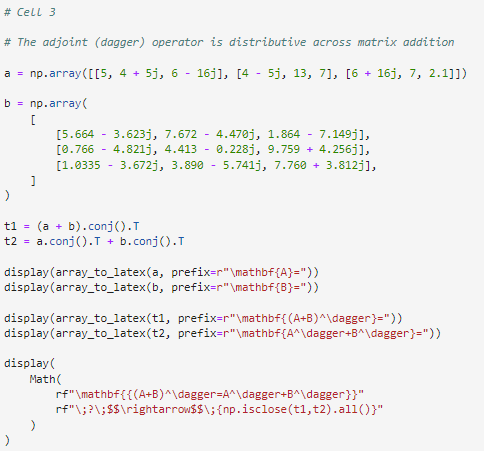 # Cell 3
# The adjoint (dagger) operator is distributive across matrix addition
a = np.array([[5, 4 + 5j, 6 - 16j], [4 - 5j, 13, 7], [6 + 16j, 7, 2.1]])
b = np.array(
    [
        [5.664 - 3.623j, 7.672 - 4.470j, 1.864 - 7.149j],
        [0.766 - 4.821j, 4.413 - 0.228j, 9.759 + 4.256j],
        [1.0335 - 3.672j, 3.890 - 5.741j, 7.760 + 3.812j],
    ]
)
t1 = (a + b).conj().T
t2 = a.conj().T + b.conj().T
display(array_to_latex(a, prefix=r"\mathbf{A}="))
display(array_to_latex(b, prefix=r"\mathbf{B}="))
display(array_to_latex(t1, prefix=r"\mathbf{(A+B)^\dagger}="))
display(array_to_latex(t2, prefix=r"\mathbf{A^\dagger+B^\dagger}="))
display(
    Math(
        rf"\mathbf{{(A+B)^\dagger=A^\dagger+B^\dagger}}"
        rf"\;?\;$$\rightarrow$$\;{np.isclose(t1,t2).all()}"
    )
)